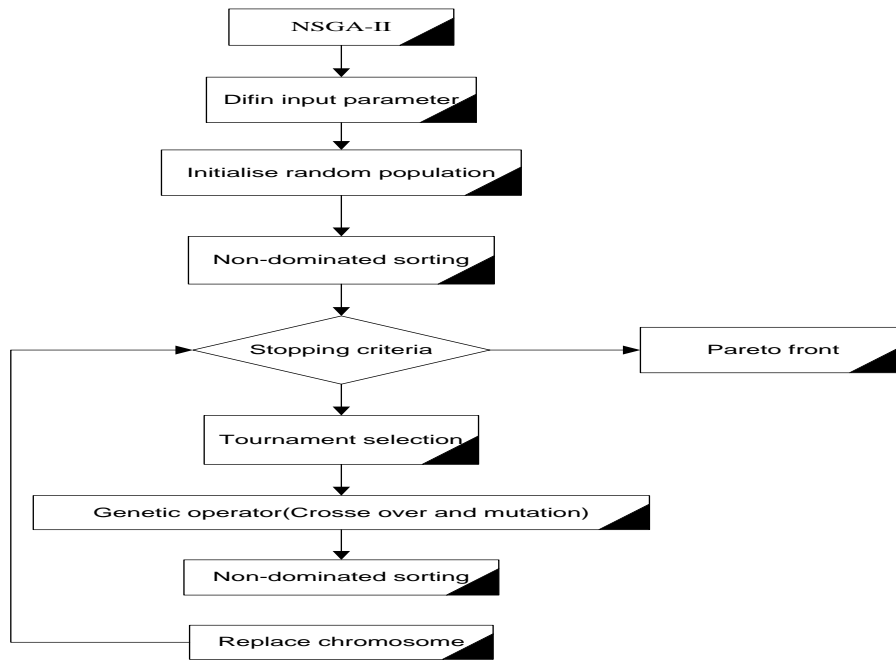 NSGA-II
Difin input parameter
Initialise random population
Non-dominated sorting
Stopping criteria
Pareto front
Tournament selection
Genetic operator(Crosse over and mutation)
Non-dominated sorting
Replace chromosome